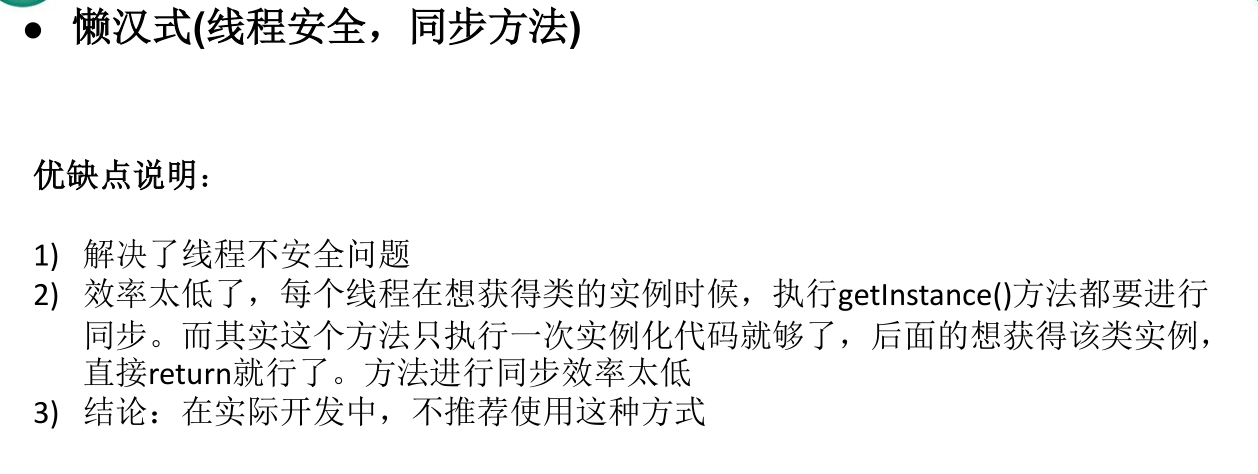 • 懒汉式(线程安全，同步方法)
优缺点说明：
1) 解决了线程不安全问题
2) 效率太低了，每个线程在想获得类的实例时候，执行getInstance()方法都要进行
同步。而其实这个方法只执行一次实例化代码就够了，后面的想获得该类实例，
直接return就行了。方法进行同步效率太低
3) 结论：在实际开发中，不推荐使用这种方式